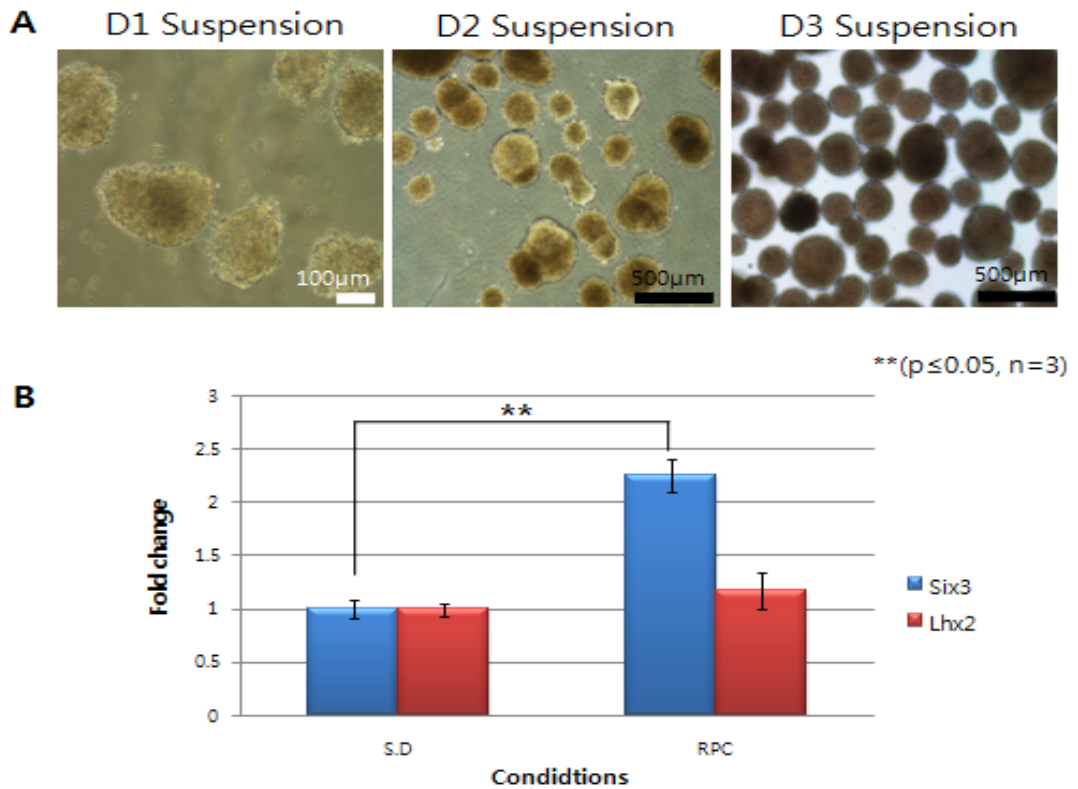 A
D1 Suspension
D2 Suspension
D3 Suspension
100μm
500μm
500μm
**(p≤0.05, n=3)
B
**
3
2.5
2
1.5
1
0.5
0
Fold change
S.D
RPC
Condidtions
Six3
Lhx2